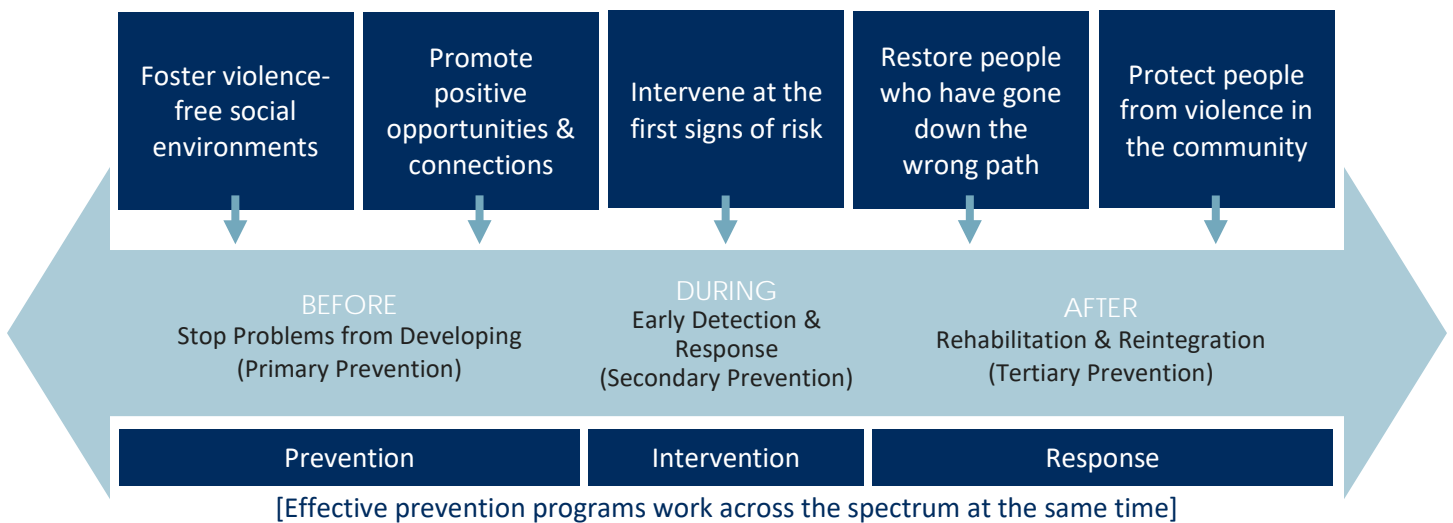 Foster violence-
free social
environments
Promote
positive
opportunities &
connections
Intervene at the
first signs of risk
Restore people
who have gone
down the
wrong path
Protect people
from violence in
the community
BEFORE
Stop Problems from Developing
(Primary Prevention)
DURING
Early Detection &
Response
(Secondary Prevention)
AFTER
Rehabilitation & Reintegration
(Tertiary Prevention)
Prevention
Intervention
Response
[Effective prevention programs work across the spectrum at the same time]